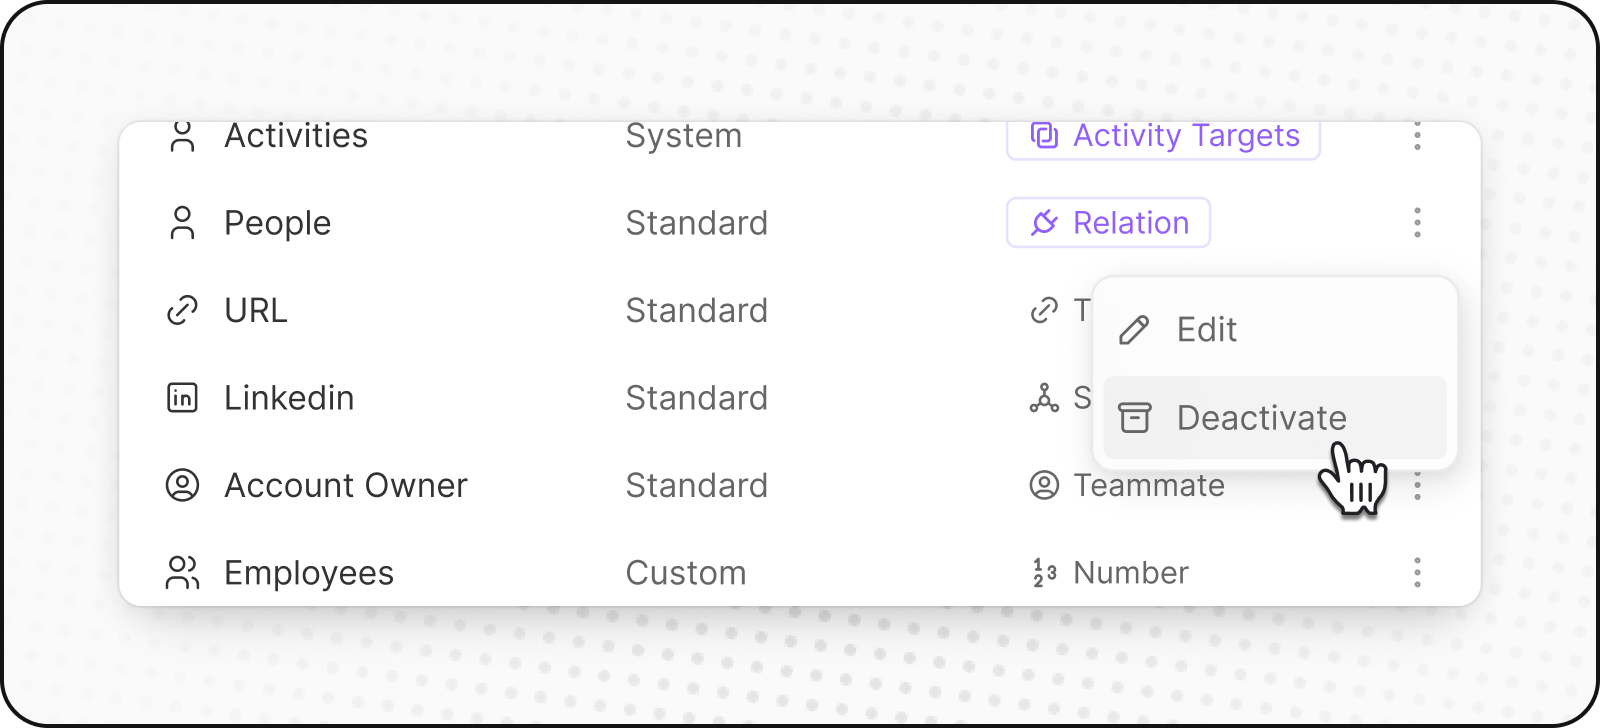 Activities System Activity Targets
People Standard Relation
URL Standard T
Edit
Linkedin Standard S
Deactivate
Account Owner Standard Teammate
Employees Custom 123 Number